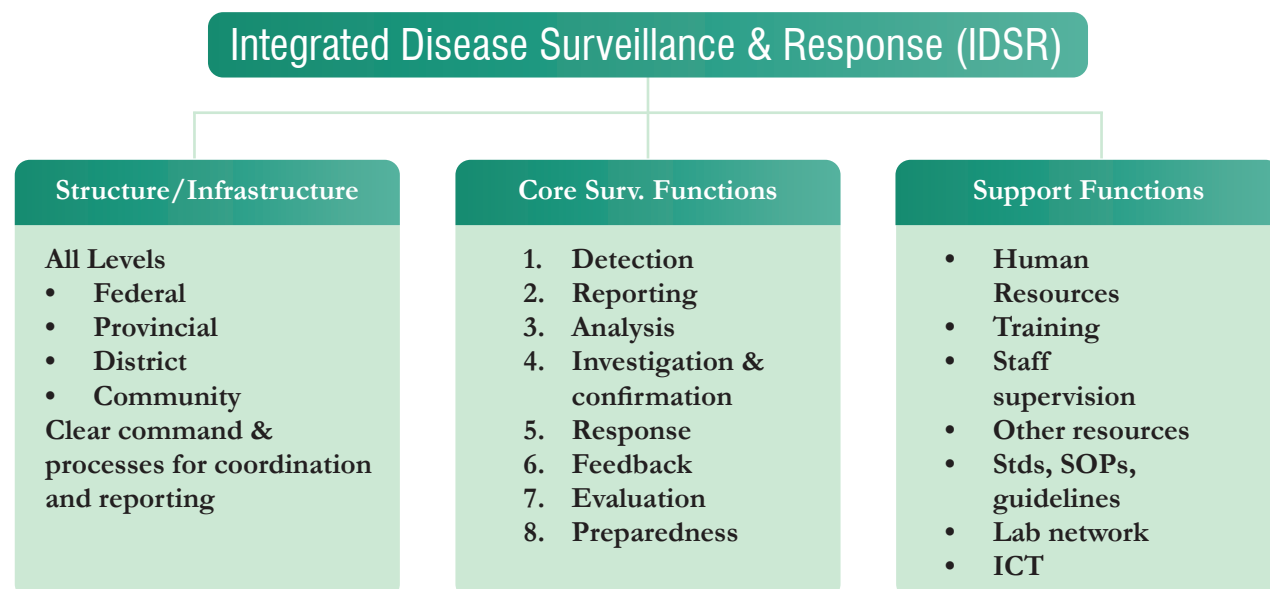 Integrated Disease Surveillance & Response (IDSR)
Structure/Infrastructure
All Levels
• Federal
• Provincial
• District
• Community
Clear command &
processes for coordination
and reporting
Core Surv. Functions
1. Detection
2. Reporting
3. Analysis
4. Investigation &
confirmation
5. Response
6. Feedback
7. Evaluation
8. Preparedness
Support Functions
• Human
Resources
• Training
• Staff
supervision
• Other resources
• Stds, SOPs,
guidelines
• Lab network
• ICT